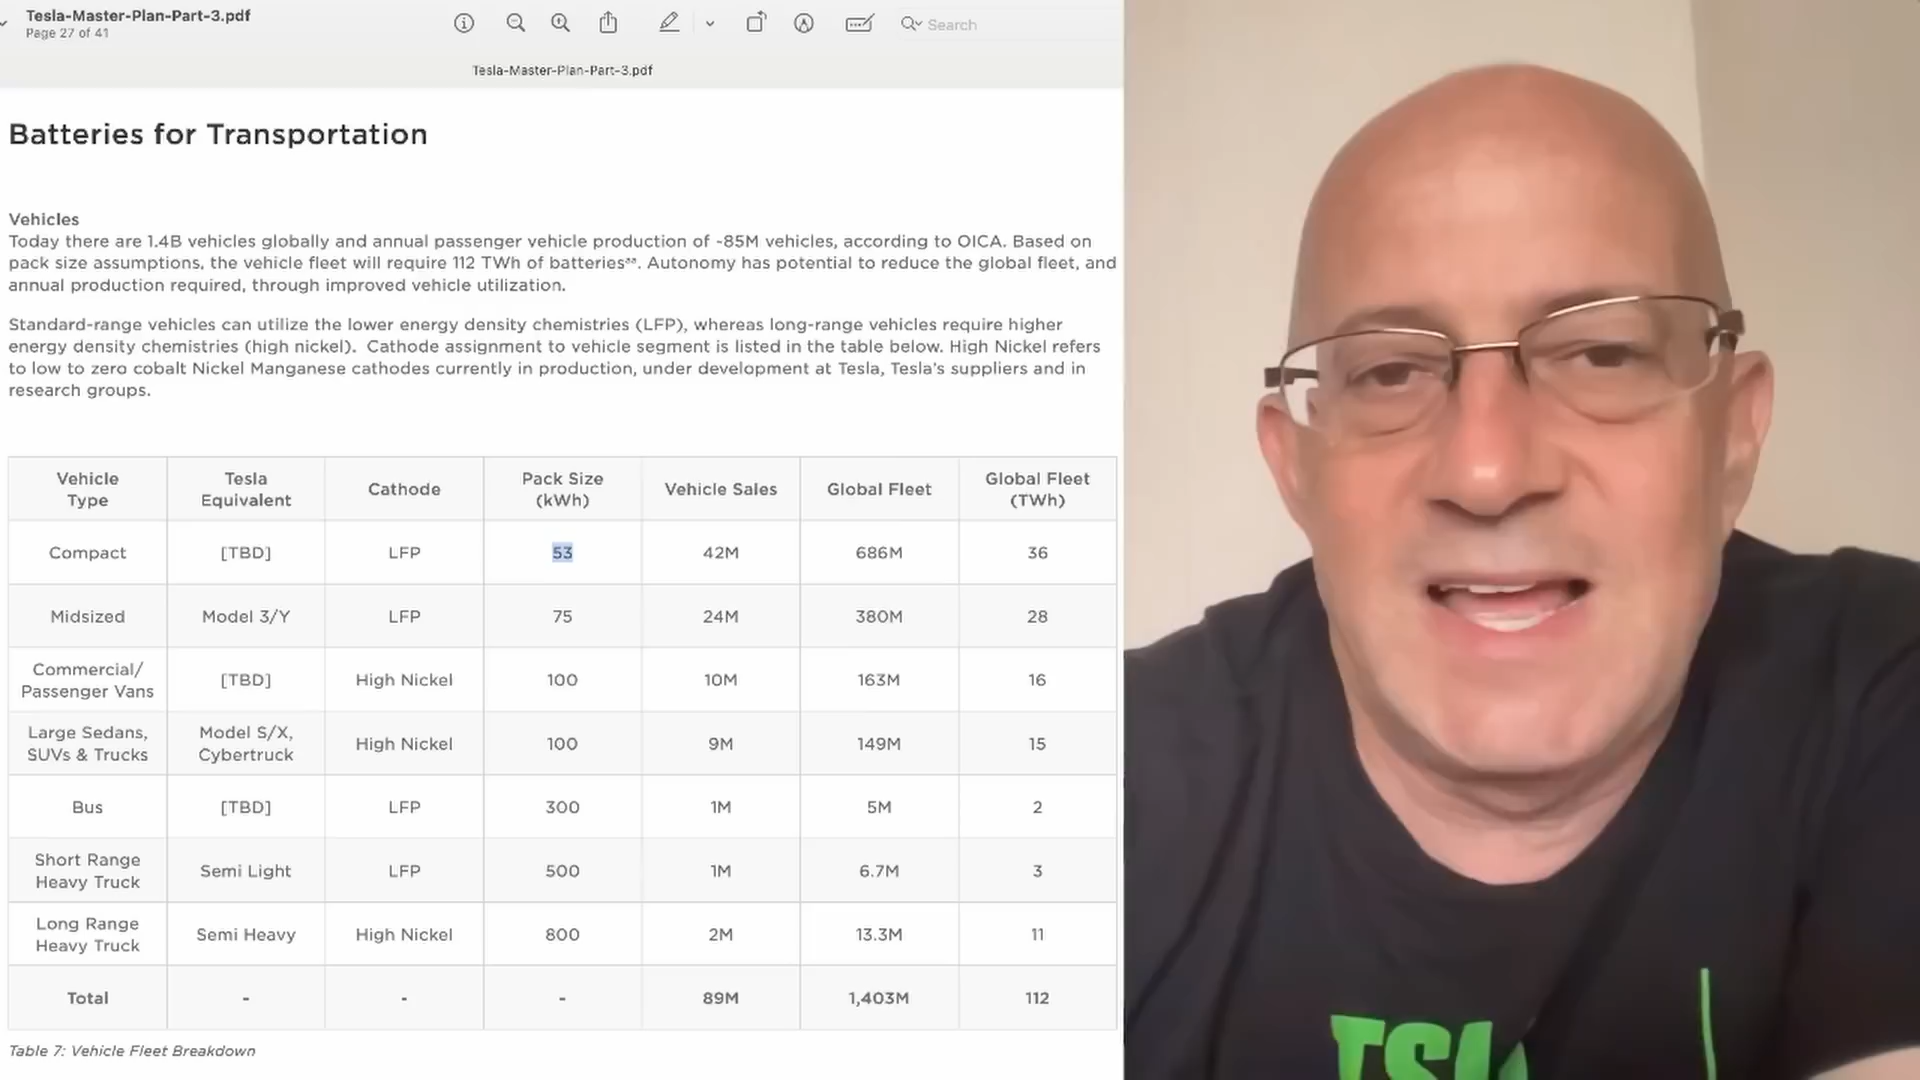 Tesla-Master-Plan-Part-3.pdf
Page 27 of 41
Search
Tesla-Master-Plan-Part-3.pdf
Batteries for Transportation
Vehicles
Today there are 1.4B vehicles globally and annual passenger vehicle production of ~85M vehicles, according to OICA. Based on
pack size assumptions, the vehicle fleet will require 112 TWh of batteries. Autonomy has potential to reduce the global fleet, and
annual production required, through improved vehicle utilization.
Standard-range vehicles can utilize the lower energy density chemistries (LFP), whereas long-range vehicles require higher
energy density chemistries (high nickel). Cathode assignment to vehicle segment is listed in the table below. High Nickel refers
to low to zero cobalt Nickel Manganese cathodes currently in production, under development at Tesla, Tesla's suppliers and in
research groups.
Vehicle Type Tesla Equivalent Cathode Pack Size (kWh) Vehicle Sales Global Fleet Global Fleet (TWh)
Compact [TBD] LFP 53 42M 686M 36
Midsized Model 3/Y LFP 75 24M 380M 28
Commercial/ Passenger Vans [TBD] High Nickel 100 10M 163M 16
Large Sedans, SUVs & Trucks Model S/X, Cybertruck High Nickel 100 9M 149M 15
Bus [TBD] LFP 300 1M 5M 2
Short Range Heavy Truck Semi Light LFP 500 1M 6.7M 3
Long Range Heavy Truck Semi Heavy High Nickel 800 2M 13.3M 11
Total - - - 89M 1,403M 112
Table 7: Vehicle Fleet Breakdown